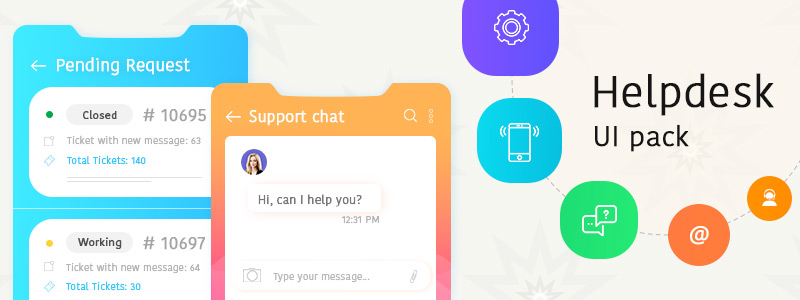 Pending Request
Closed
# 10695
Ticket with new message: 63
Total Tickets: 140
Working
# 10697
Ticket with new message: 64
Total Tickets: 30
Support chat
Hi, can I help you?
12:31 PM
Type your message...
?
@
Helpdesk
UI pack